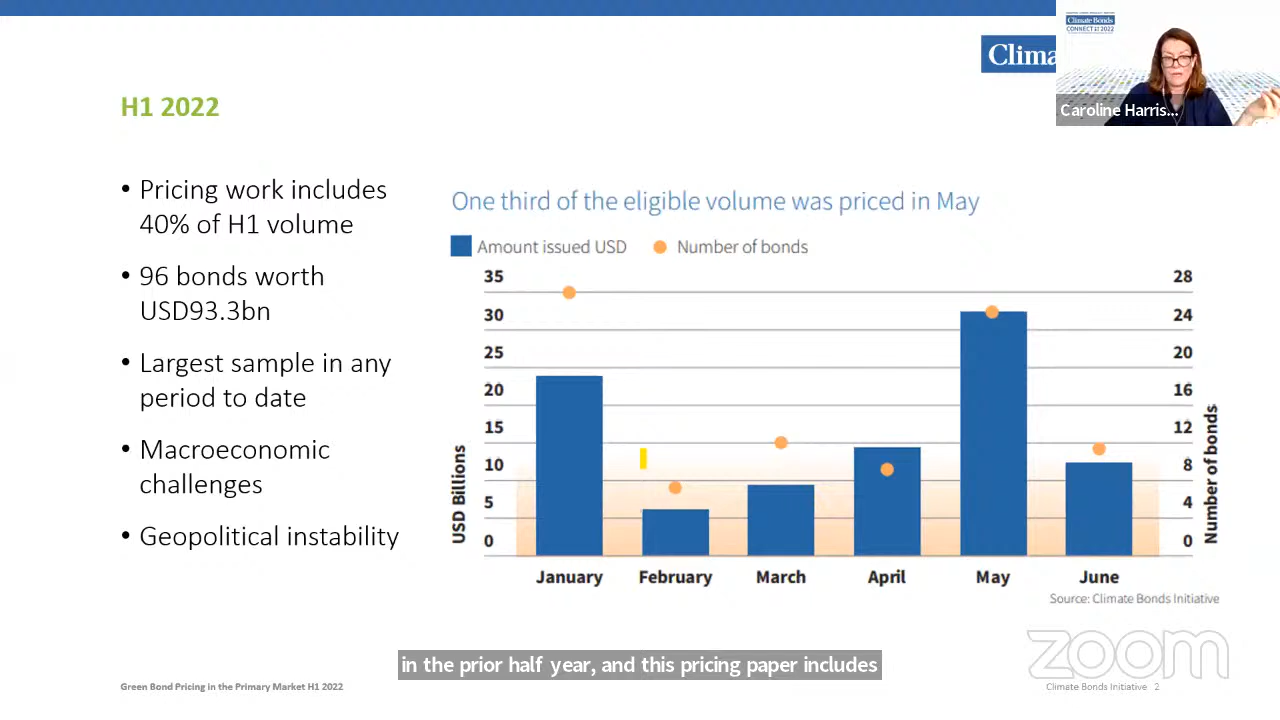 Clima
Climate Bonds
CONNECT 2022
Caroline Harris...
H1 2022
• Pricing work includes
40% of H1 volume
• 96 bonds worth
USD93.3bn
• Largest sample in any
period to date
• Macroeconomic
challenges
• Geopolitical instability
One third of the eligible volume was priced in May
Amount issued USD
Number of bonds
35
30
25
20
15
10
5
0
USD Billions
28
24
20
16
12
8
4
0
Number of bonds
January
February
March
April
May
June
Source: Climate Bonds Initiative
in the prior half year, and this pricing paper includes
zoom
Green Bond Pricing in the Primary Market H1 2022
Climate Bonds Initiative 2